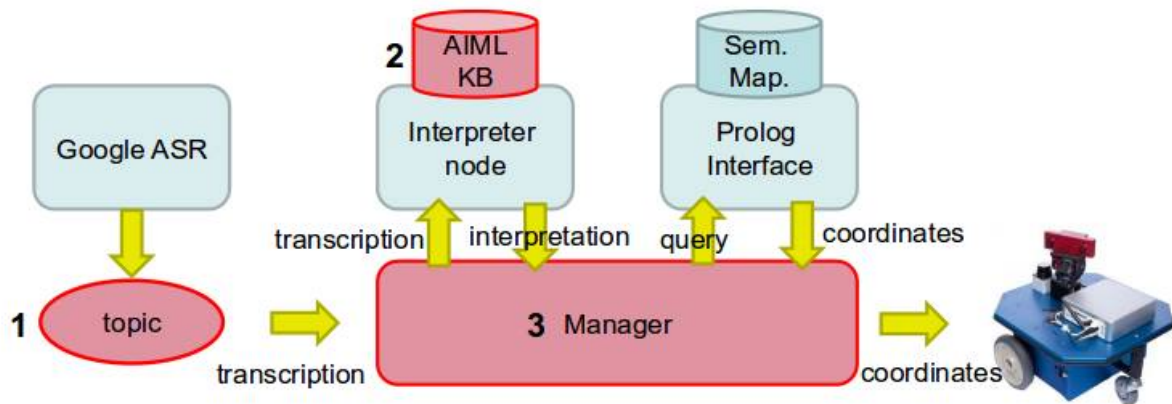 2
AIML
KB
Sem.
Map.
Google ASR
Interpreter
node
Prolog
Interface
transcription
interpretation
query
coordinates
1
topic
3 Manager
transcription
coordinates